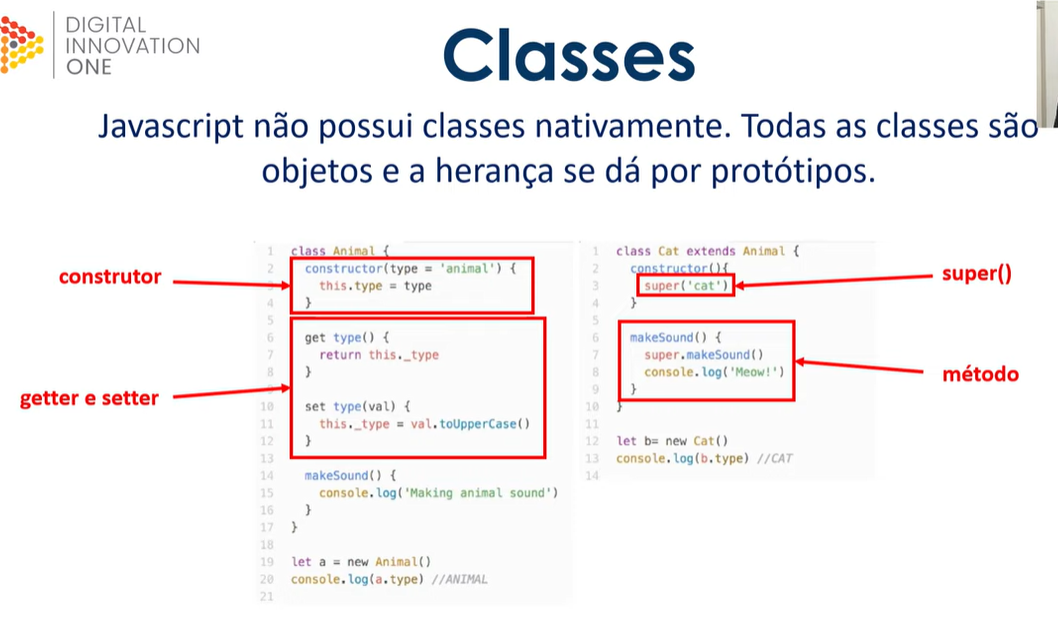 DIGITAL
INNOVATION
ONE
Classes
Javascript não possui classes nativamente. Todas as classes são
objetos e a herança se dá por protótipos.
construtor
getter e setter
1 class Animal {
2 constructor(type = 'animal') {
3 this.type = type
4 }
5
6 get type() {
7 return this._type
8 }
9
10 set type(val) {
11 this._type = val.toUpperCase()
12 }
13
14 makeSound() {
15 console.log('Making animal sound')
16 }
17 }
18
19 let a = new Animal()
20 console.log(a.type) //ANIMAL
21
1 class Cat extends Animal {
2 constructor(){
3 super('cat')
4 }
5
6 makeSound() {
7 super.makeSound()
8 console.log('Meow!')
9 }
10 }
11
12 let b= new Cat()
13 console.log(b.type) //CAT
14
super()
método